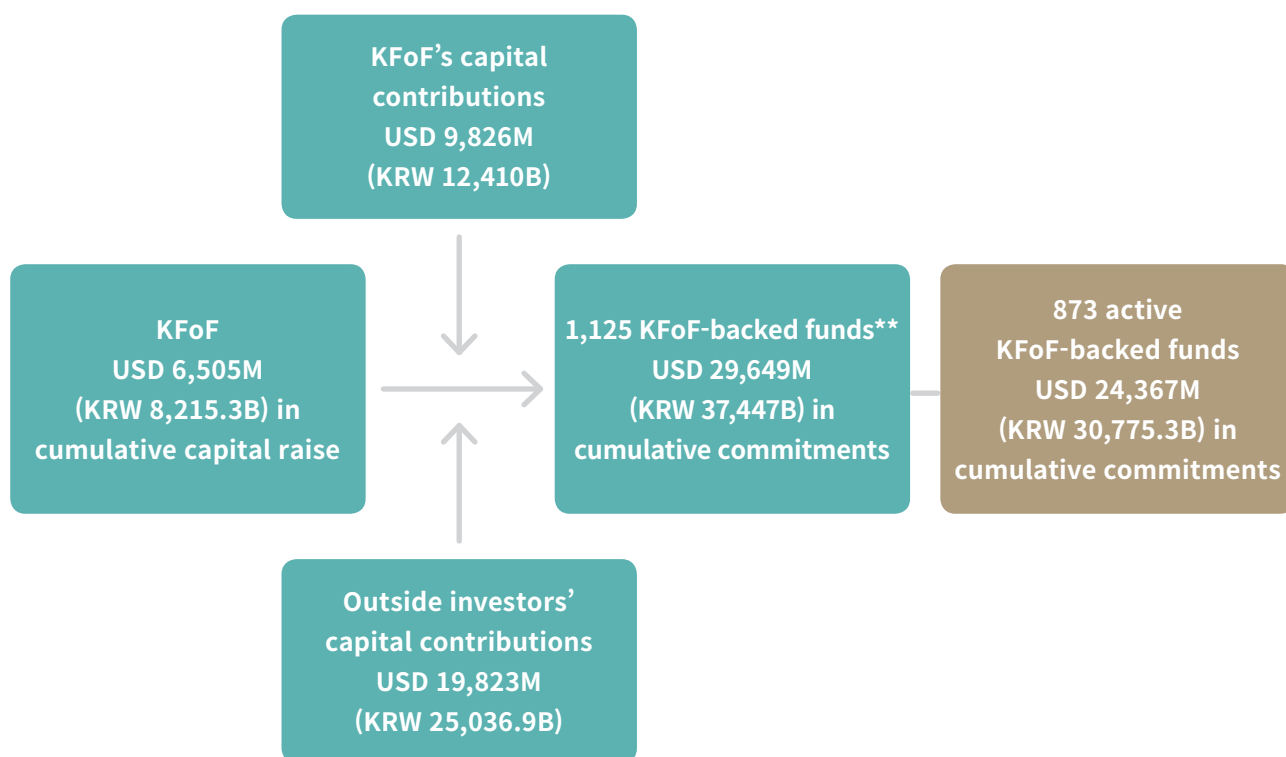 KFoF’s capital
contributions
USD 9,826M
(KRW 12,410B)
KFoF
USD 6,505M
(KRW 8,215.3B) in
cumulative capital raise
1,125 KFoF-backed funds**
USD 29,649M
(KRW 37,447B) in
cumulative commitments
873 active
KFoF-backed funds
USD 24,367M
(KRW 30,775.3B) in
cumulative commitments
Outside investors’
capital contributions
USD 19,823M
(KRW 25,036.9B)